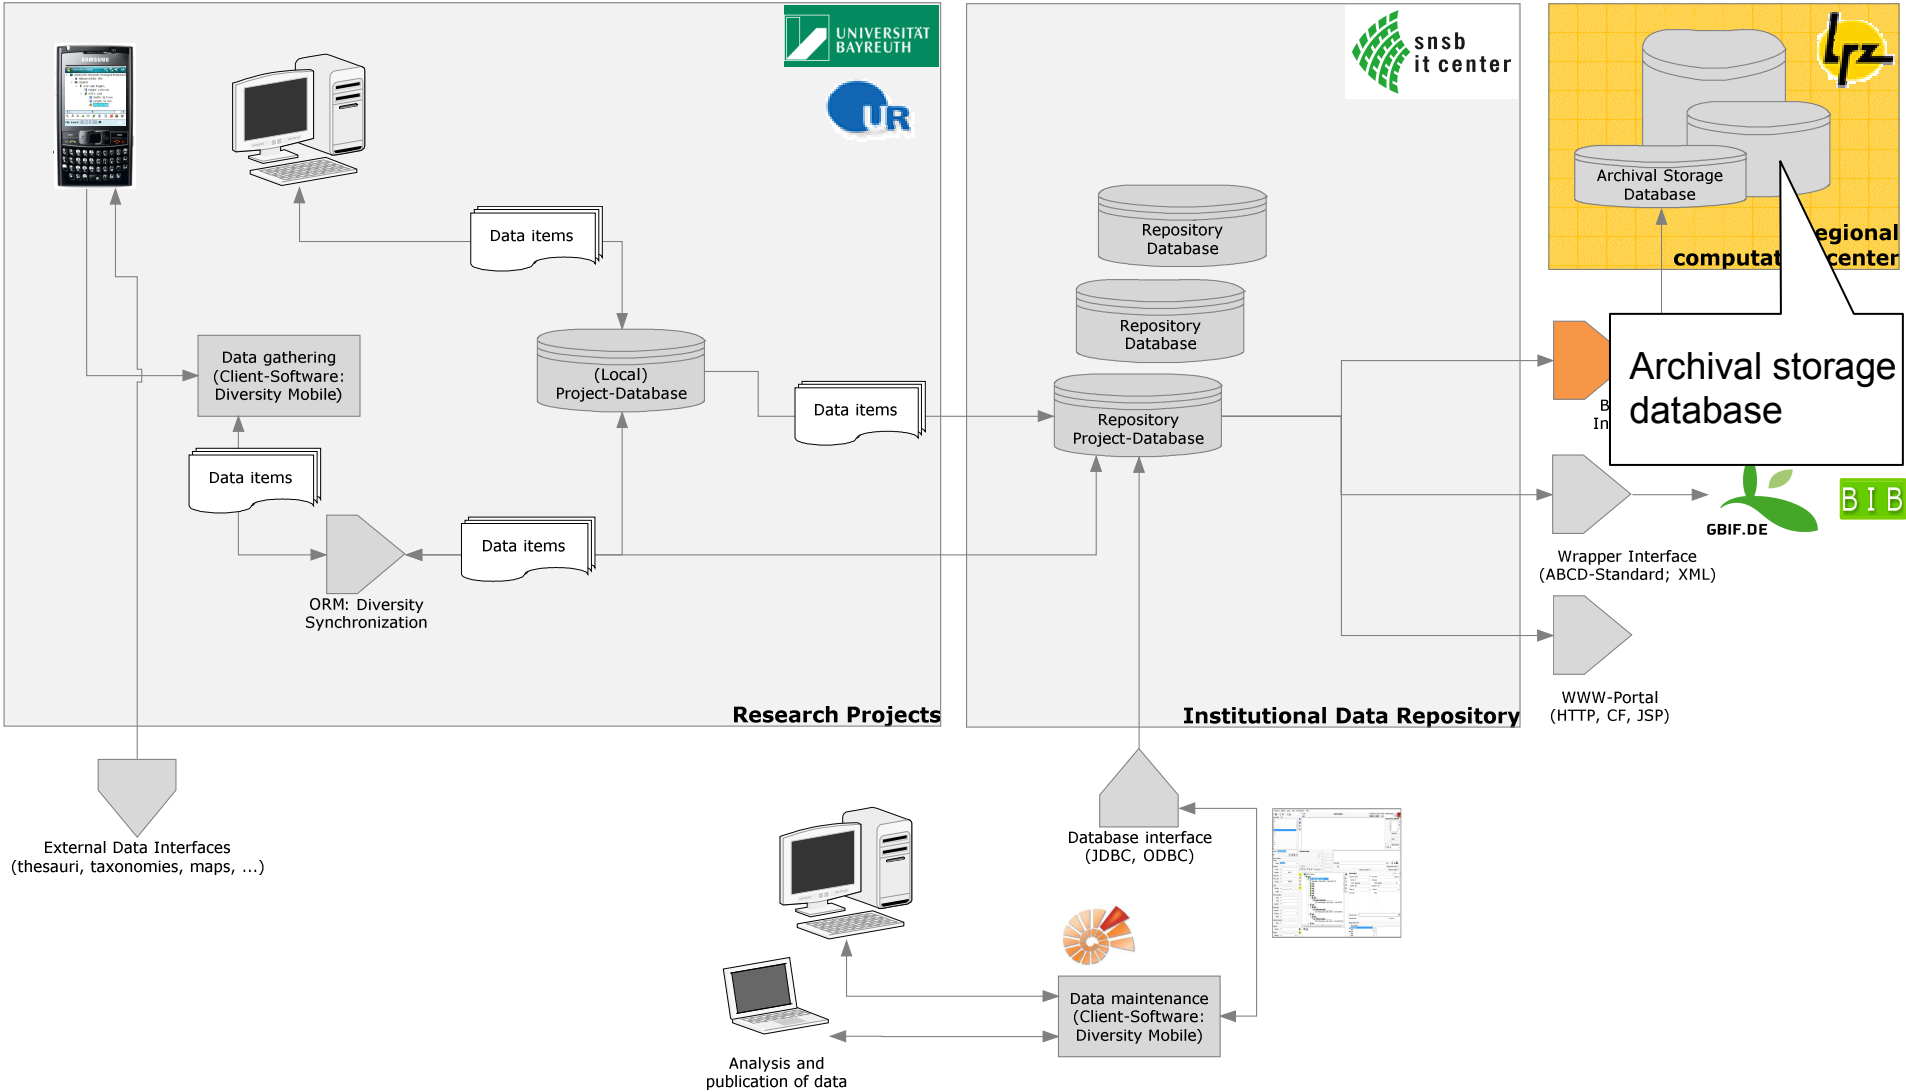 SAMSUNG
UNIVERSITÄT
BAYREUTH
UR
snsb
it center
lrz
Archival Storage
Database
egional
computat
center
Data items
Repository
Database
Repository
Database
Data gathering
(Client-Software:
Diversity Mobile)
(Local)
Project-Database
Data items
Repository
Project-Database
Archival storage
database
B
In
Data items
Data items
ORM: Diversity
Synchronization
GBIF.DE
BIB
Wrapper Interface
(ABCD-Standard; XML)
WWW-Portal
(HTTP, CF, JSP)
Research Projects
Institutional Data Repository
External Data Interfaces
(thesauri, taxonomies, maps, ...)
Database interface
(JDBC, ODBC)
Data maintenance
(Client-Software:
Diversity Mobile)
Analysis and
publication of data